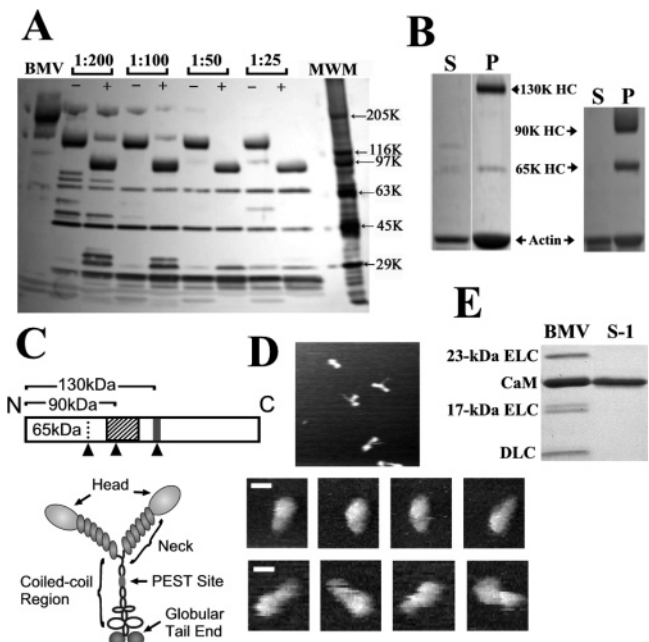 A
1:200 1:100 1:50 1:25
BMV MWM
− + − + − + − +
205K
116K
97K
63K
45K
29K
B
S P
130K HC
S P
90K HC
65K HC
Actin
C
130kDa
N 90kDa C
65kDa
Head
Neck
Coiled-coil
Region
PEST Site
Globular
Tail End
D
E
BMV S-1
23-kDa ELC
CaM
17-kDa ELC
DLC